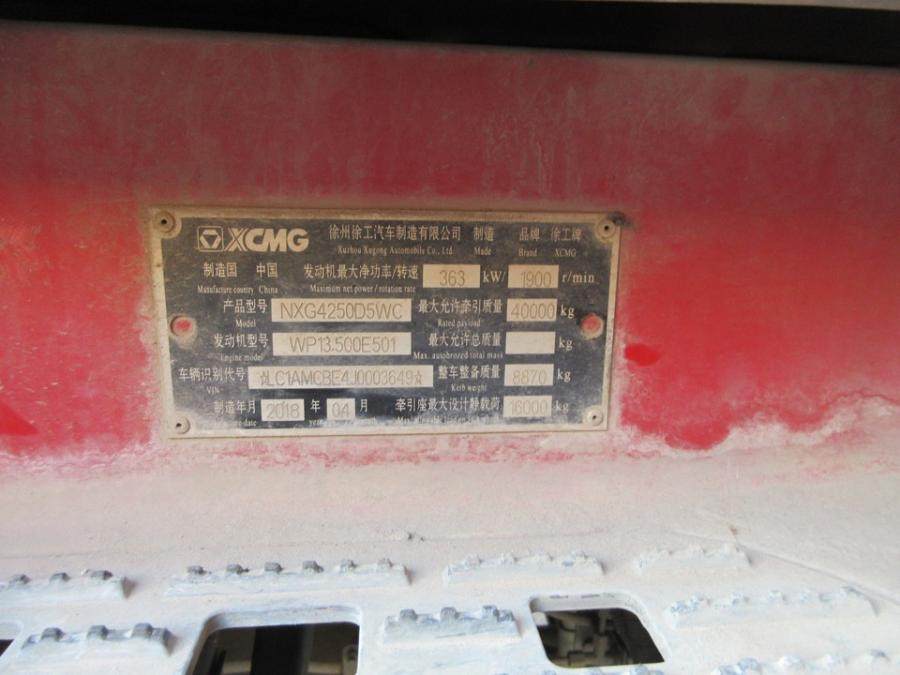 XCMG 徐州徐工汽车制造有限公司 制造 品牌 徐工牌
Xuzhou Xugong Automobile Co., Ltd. Made Brand XCMG
制造国 中国 发动机最大净功率/转速 363 kW/ 1900 r/min
Manufacture country China Maximum net power / rotation rate
产品型号 NXG4250D5WC 最大允许牵引质量 40000 kg
Model Rated payload
发动机型号 WP13.500E501 最大允许总质量 kg
Engine model Max. authorized total mass
车辆识别代号 ☆LC1AMCBE4J0003649☆ 整车整备质量 8870 kg
VIN Kerb weight
制造年月 2018 年 04 月 牵引座最大设计静载荷 16000 kg